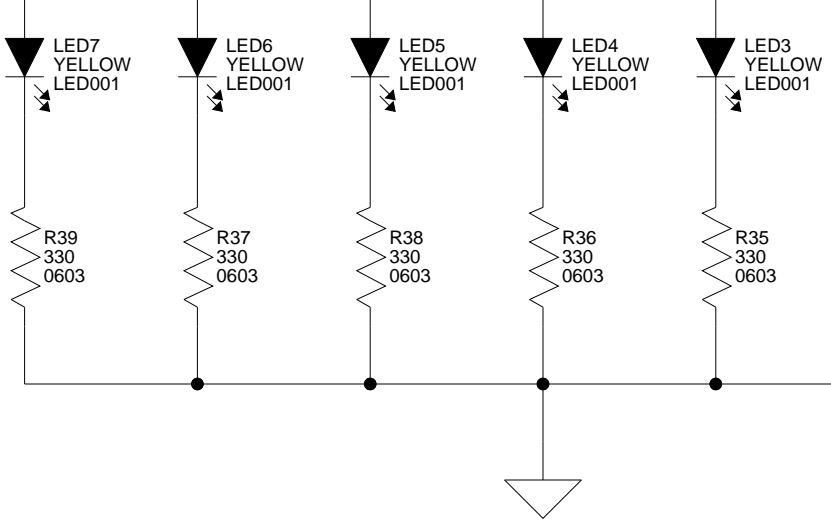 LED7
YELLOW
LED001
LED6
YELLOW
LED001
LED5
YELLOW
LED001
LED4
YELLOW
LED001
LED3
YELLOW
LED001
R39
330
0603
R37
330
0603
R38
330
0603
R36
330
0603
R35
330
0603